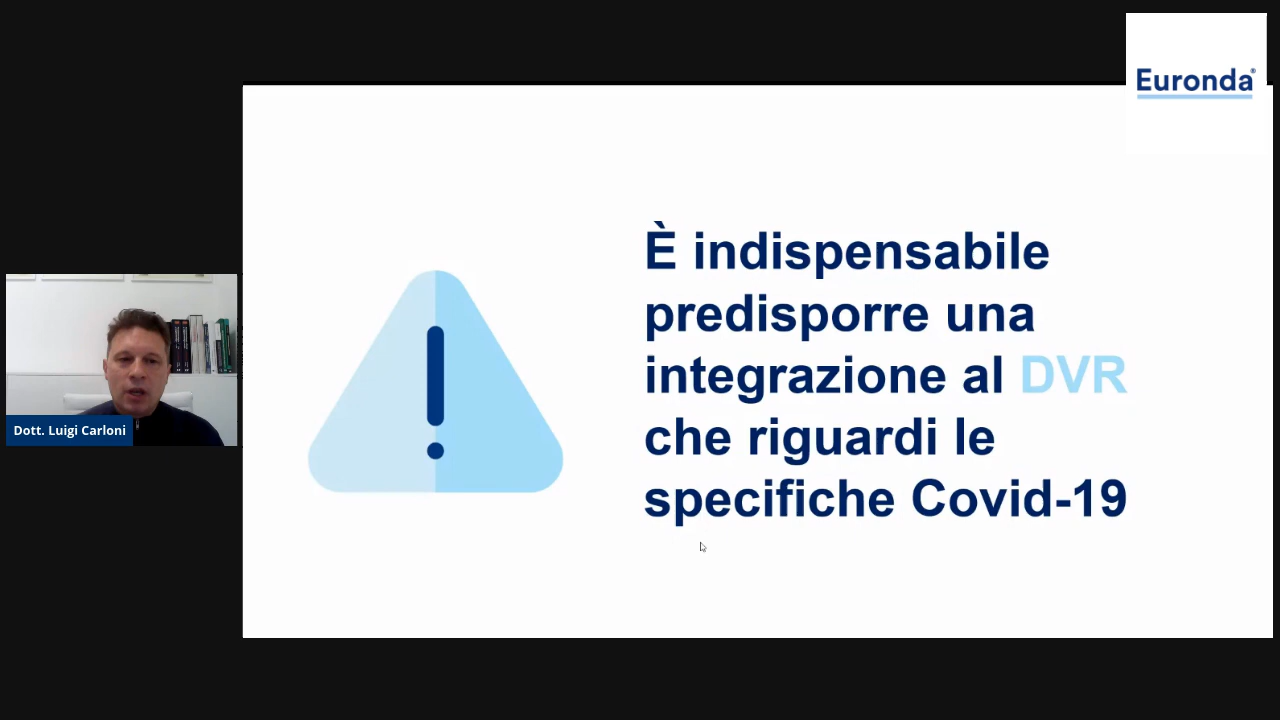 Euronda®
È indispensabile
predisporre una
integrazione al DVR
che riguardi le
specifiche Covid-19
Dott. Luigi Carloni